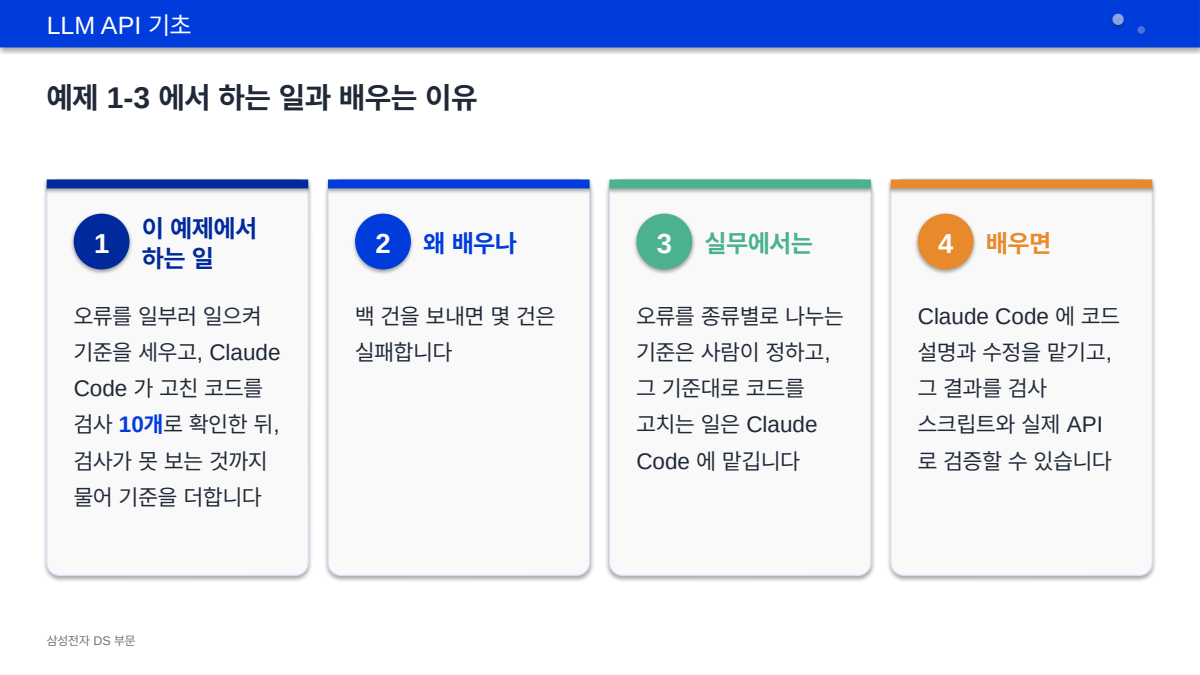 LLM API 기초
예제 1-3 에서 하는 일과 배우는 이유
1
이 예제에서
하는 일
오류를 일부러 일으켜
기준을 세우고, Claude
Code 가 고친 코드를
검사 10개로 확인한 뒤,
검사가 못 보는 것까지
물어 기준을 더합니다
2
왜 배우나
백 건을 보내면 몇 건은
실패합니다
3
실무에서는
오류를 종류별로 나누는
기준은 사람이 정하고,
그 기준대로 코드를
고치는 일은 Claude
Code 에 맡깁니다
4
배우면
Claude Code 에 코드
설명과 수정을 맡기고,
그 결과를 검사
스크립트와 실제 API
로 검증할 수 있습니다
삼성전자 DS 부문